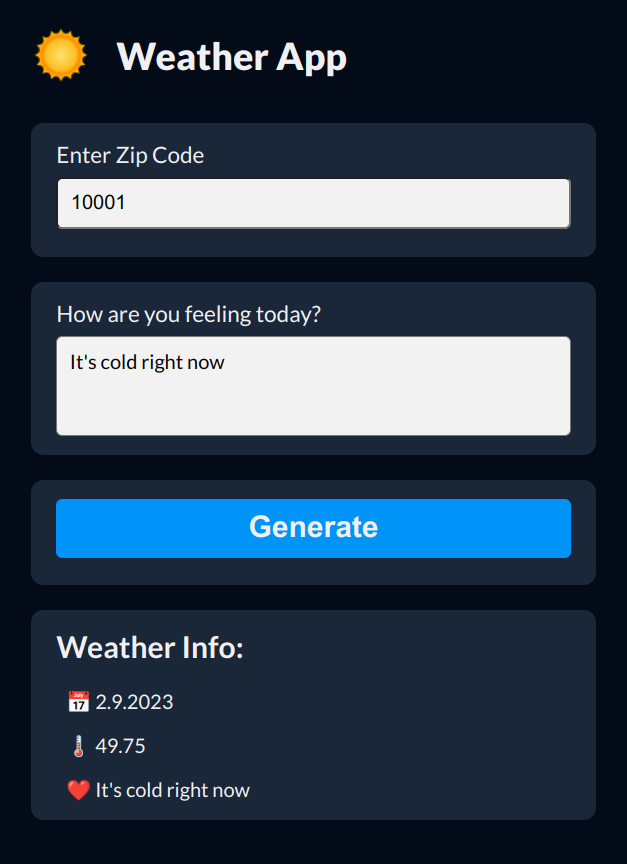 Weather App
Enter Zip Code
10001
How are you feeling today?
It's cold right now
Generate
Weather Info:
📅 2.9.2023
🌡️ 49.75
❤️ It's cold right now